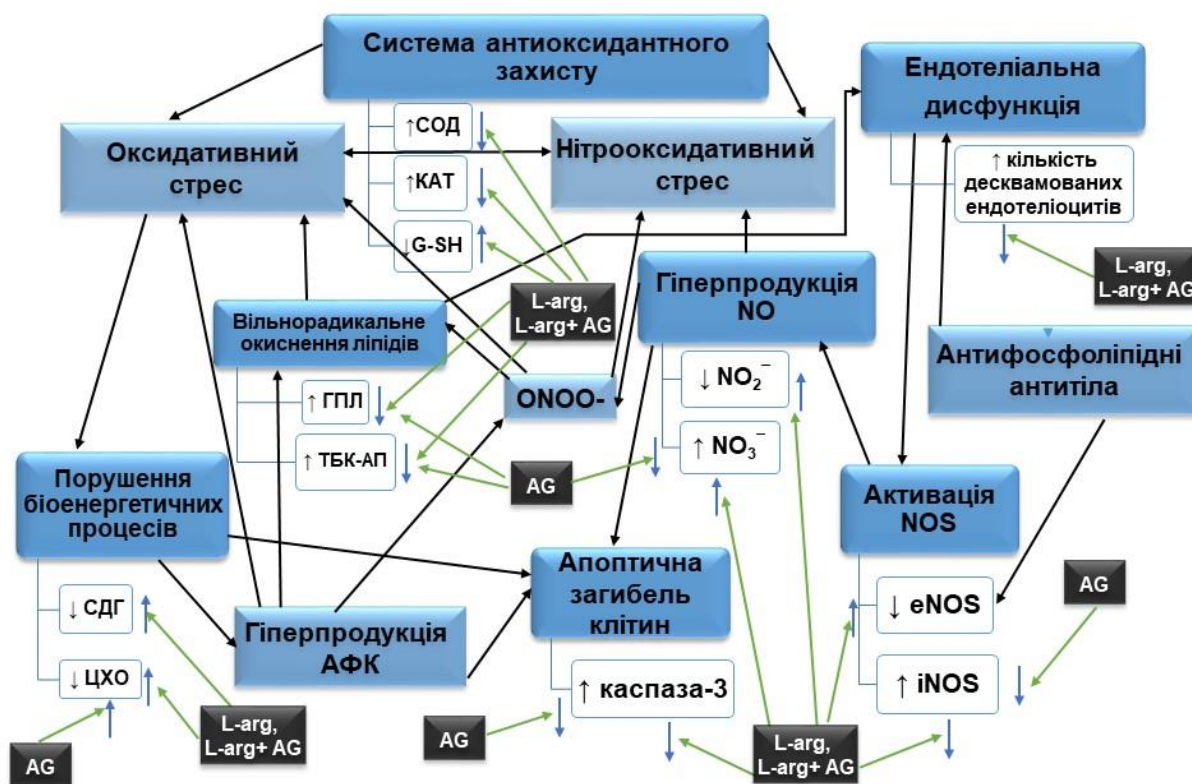 Система антиоксидантного
захисту
Ендотеліальна
дисфункція
↑СОД
Оксидативний
стрес
Нітрооксидативний
стрес
↑ кількість
десквамованих
ендотеліоцитів
↑КАТ
↓G-SH
L-arg,
L-arg+ AG
Гіперпродукція
NO
L-arg,
L-arg+ AG
Вільнорадикальне
окиснення ліпідів
Антифосфоліпідні
антитіла
ONOO-
↓ NO₂⁻
↑ ГПЛ
↑ NO₃⁻
↑ ТБК-АП
AG
Порушення
біоенергетичних
процесів
Активація
NOS
Апоптична
загибель
клітин
AG
↓ СДГ
↓ eNOS
Гіперпродукція
АФК
↓ ЦХО
↑ каспаза-3
↑ iNOS
L-arg,
L-arg+ AG
AG
AG
L-arg,
L-arg+ AG